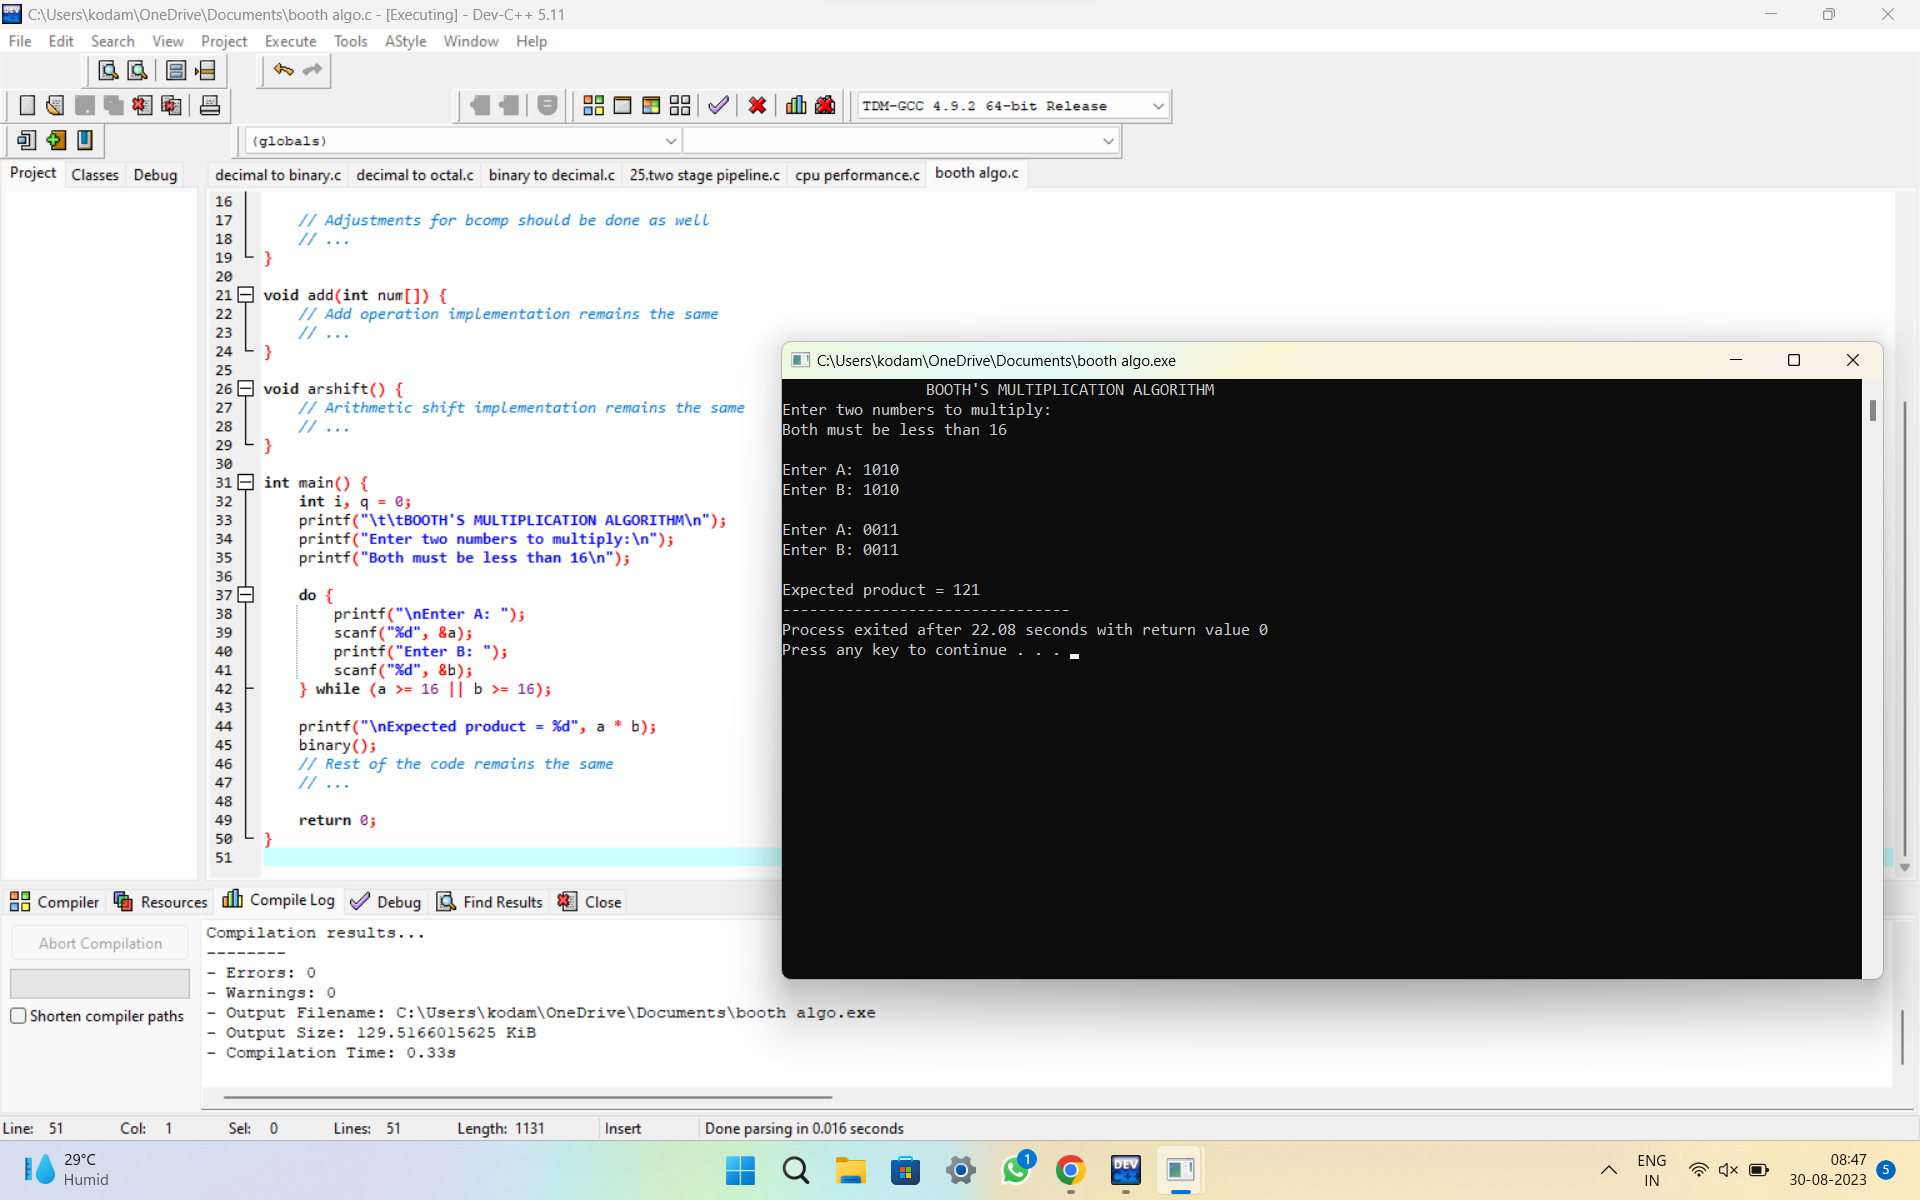 C:\Users\kodam\OneDrive\Documents\booth algo.c - [Executing] - Dev-C++ 5.11
File Edit Search View Project Execute Tools AStyle Window Help
TDM-GCC 4.9.2 64-bit Release
(globals)
Project Classes Debug
decimal to binary.c decimal to octal.c binary to decimal.c 25.two stage pipeline.c cpu performance.c booth algo.c
16
17 // Adjustments for bcomp should be done as well
18 // ...
19 }
20
21 void add(int num[]) {
22 // Add operation implementation remains the same
23 // ...
24 }
25
26 void arshift() {
27 // Arithmetic shift implementation remains the same
28 // ...
29 }
30
31 int main() {
32 int i, q = 0;
33 printf("\t\tBOOTH'S MULTIPLICATION ALGORITHM\n");
34 printf("Enter two numbers to multiply:\n");
35 printf("Both must be less than 16\n");
36
37 do {
38 printf("\nEnter A: ");
39 scanf("%d", &a);
40 printf("Enter B: ");
41 scanf("%d", &b);
42 } while (a >= 16 || b >= 16);
43
44 printf("\nExpected product = %d", a * b);
45 binary();
46 // Rest of the code remains the same
47 // ...
48
49 return 0;
50 }
51
C:\Users\kodam\OneDrive\Documents\booth algo.exe
BOOTH'S MULTIPLICATION ALGORITHM
Enter two numbers to multiply:
Both must be less than 16
Enter A: 1010
Enter B: 1010
Enter A: 0011
Enter B: 0011
Expected product = 121
--------------------------------
Process exited after 22.08 seconds with return value 0
Press any key to continue . . .
Compiler Resources Compile Log Debug Find Results Close
Abort Compilation
Shorten compiler paths
Compilation results...
--------
- Errors: 0
- Warnings: 0
- Output Filename: C:\Users\kodam\OneDrive\Documents\booth algo.exe
- Output Size: 129.5166015625 KiB
- Compilation Time: 0.33s
Line: 51 Col: 1 Sel: 0 Lines: 51 Length: 1131 Insert Done parsing in 0.016 seconds
29°C
Humid
1
DEV
C++
ENG
IN
08:47
30-08-2023
5